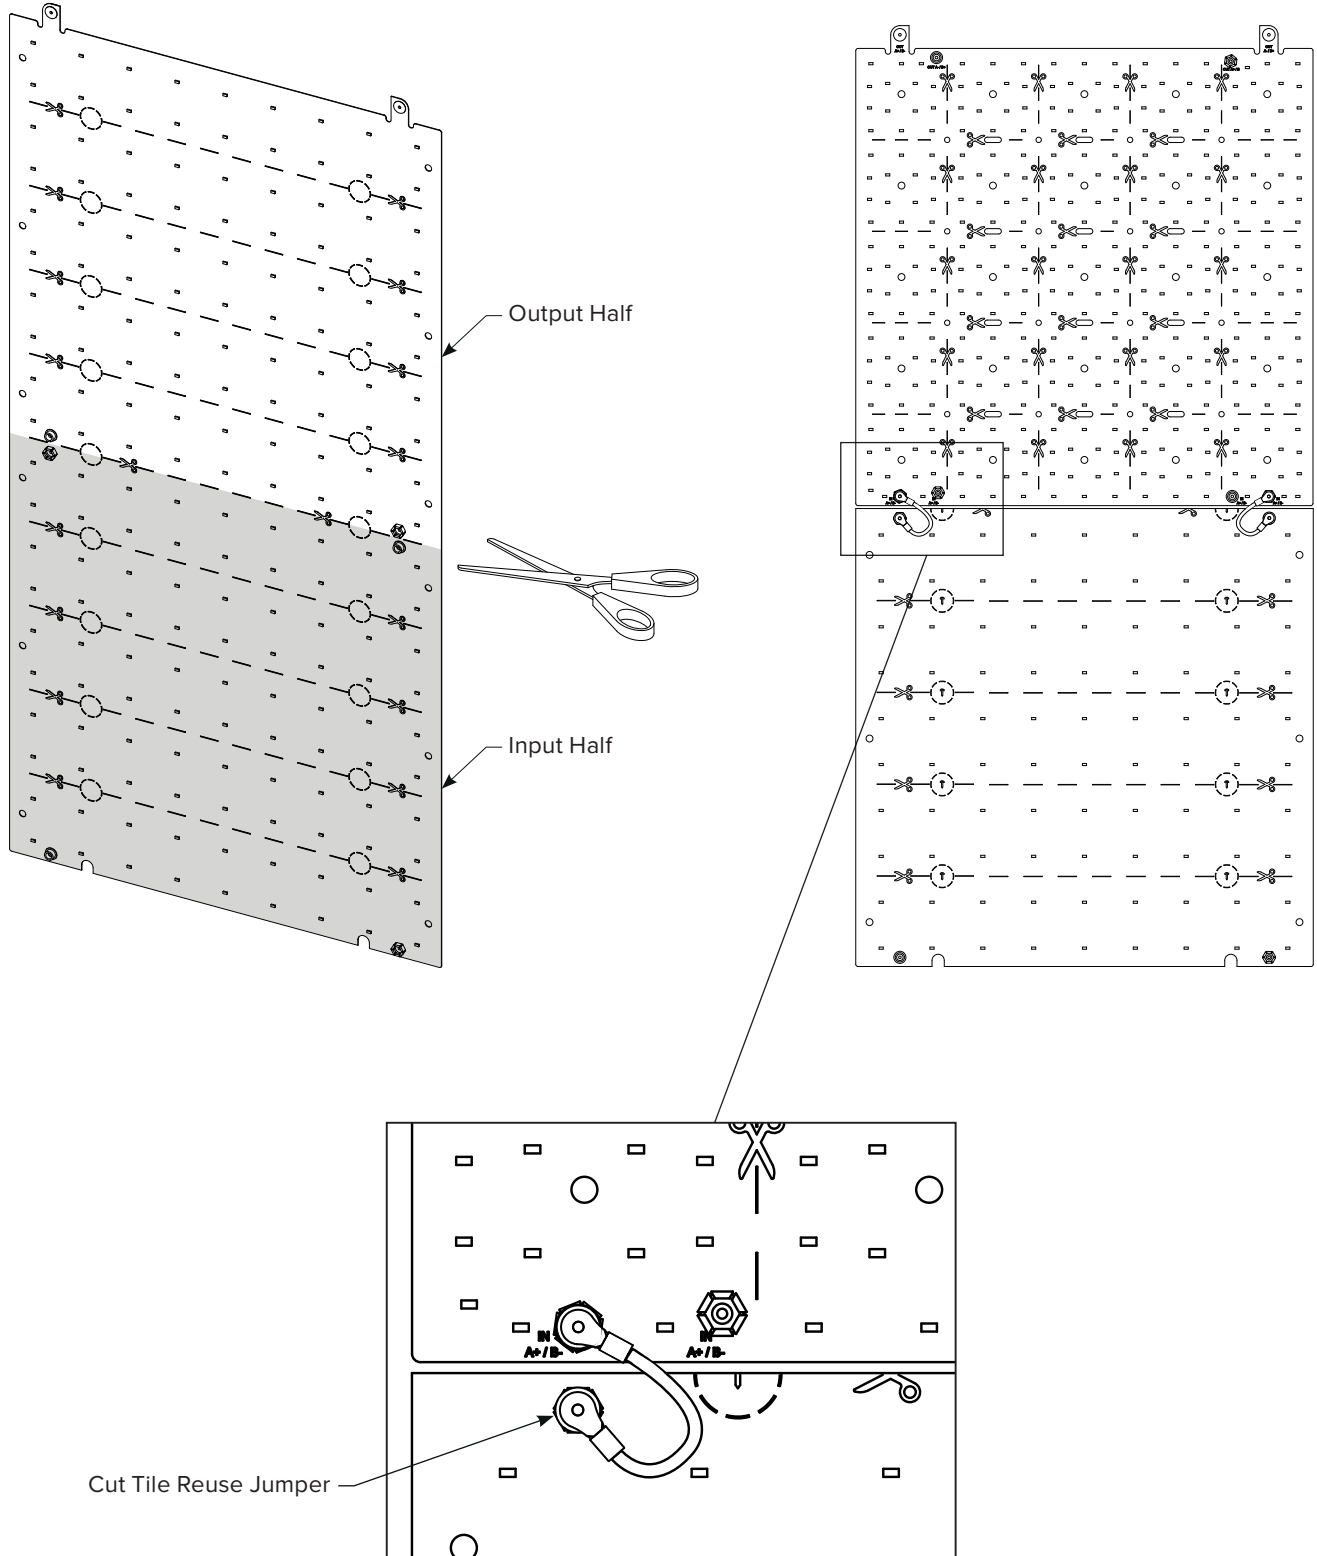 Output Half
Input Half
IN
A+ / B-
IN
A+ / B-
Cut Tile Reuse Jumper